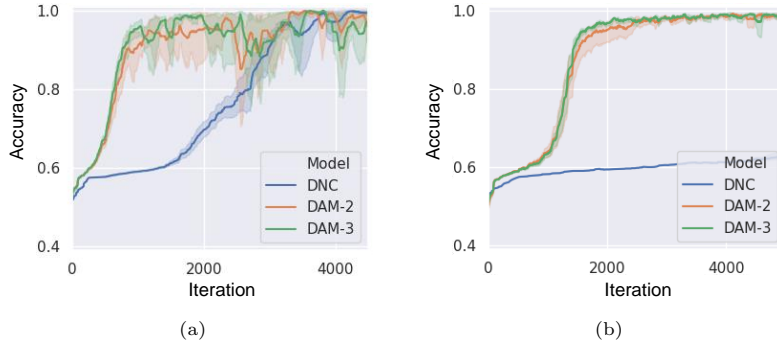 1.0
0.8
0.6
0.4
Accuracy
0
2000
4000
Iteration
Model
DNC
DAM-2
DAM-3
(a)
1.0
0.8
0.6
0.4
Accuracy
0
2000
4000
Iteration
Model
DNC
DAM-2
DAM-3
(b)